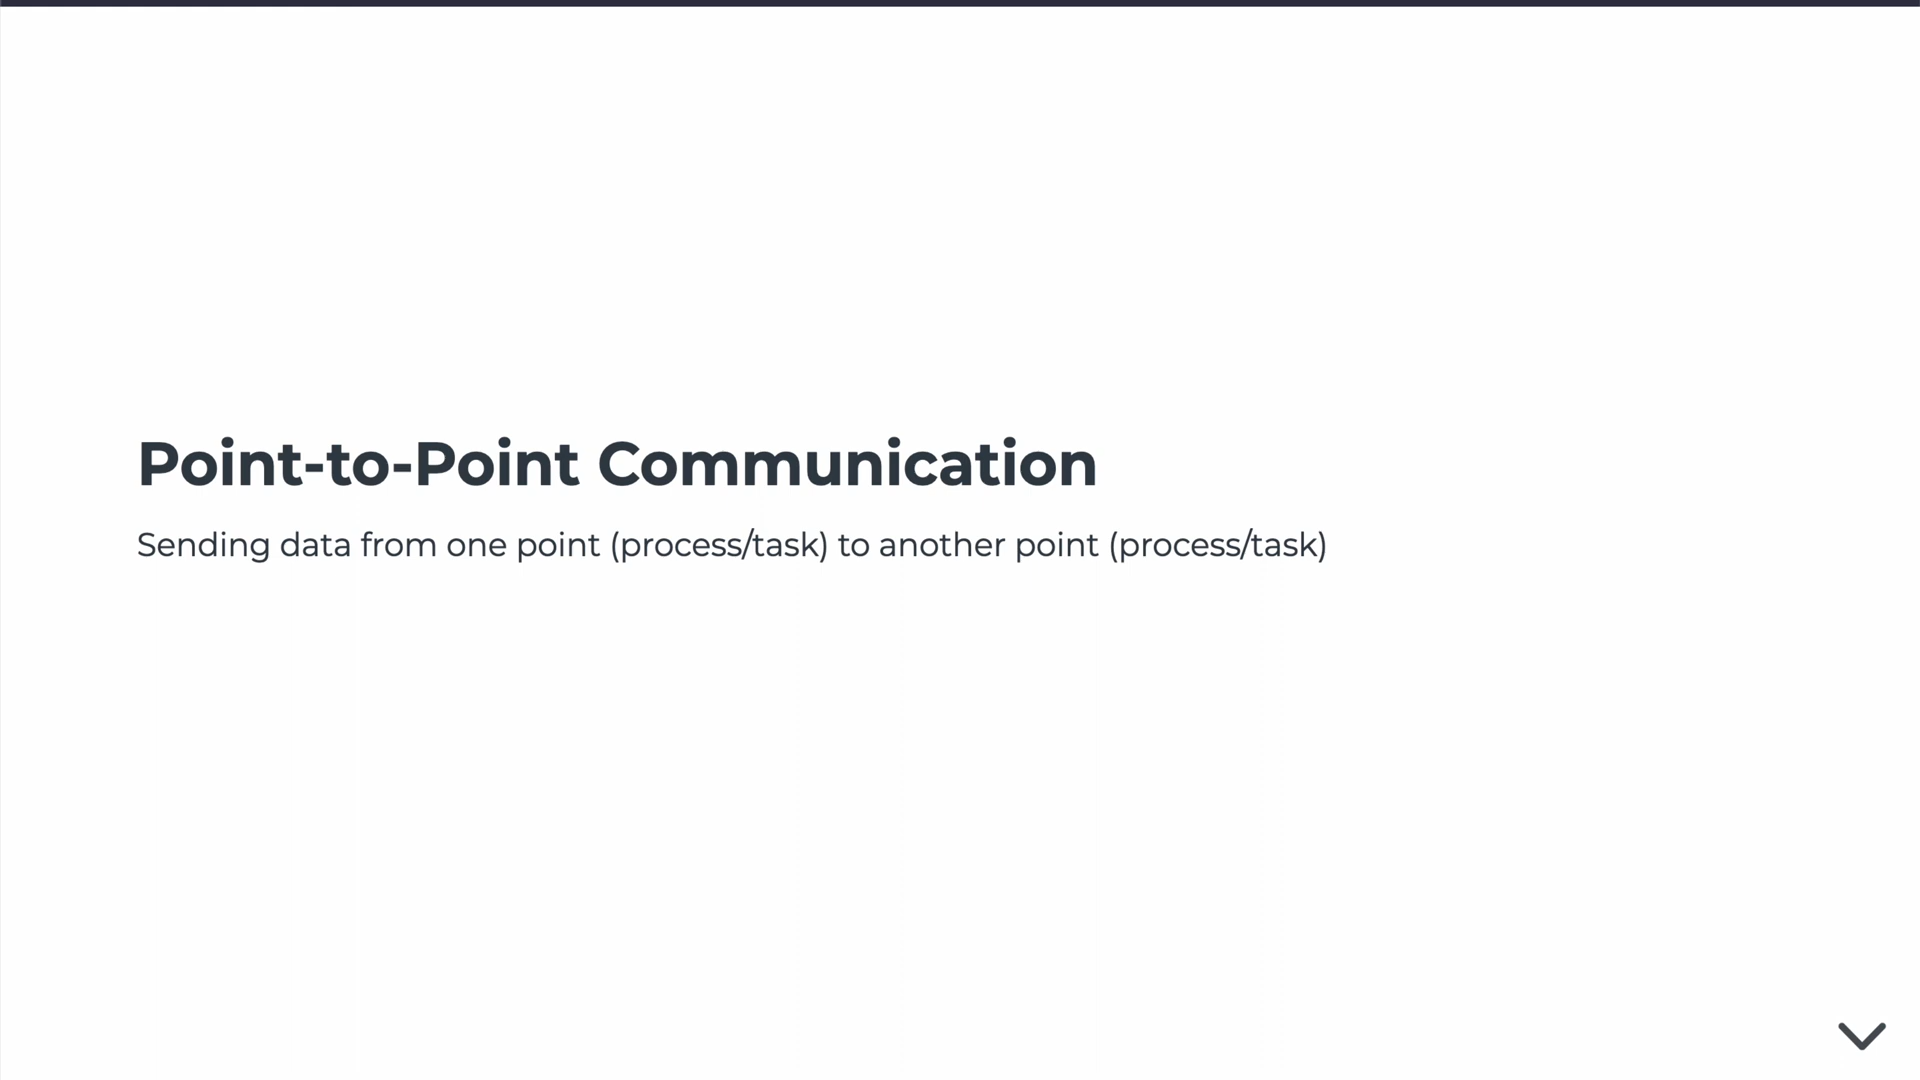 Point-to-Point Communication
Sending data from one point (process/task) to another point (process/task)